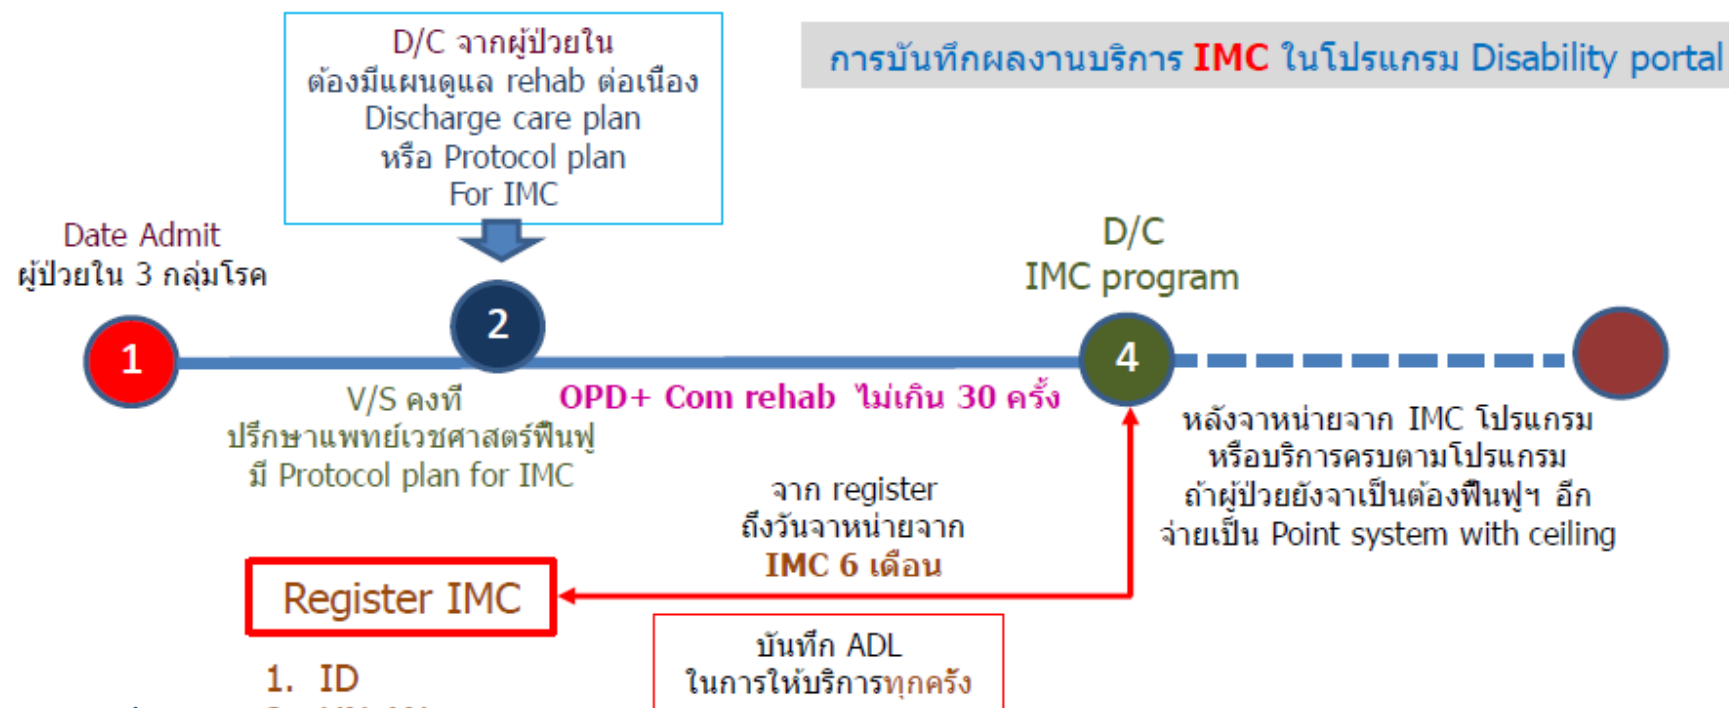 D/C จากผู้ป่วยใน
ต้องมีแผนดูแล rehab ต่อเนื่อง
Discharge care plan
หรือ Protocol plan
For IMC
การบันทึกผลงานบริการ IMC ในโปรแกรม Disability portal
Date Admit
ผู้ป่วยใน 3 กลุ่มโรค
1
2
V/S คงที่
ปรึกษาแพทย์เวชศาสตร์ฟื้นฟู
มี Protocol plan for IMC
OPD+ Com rehab ไม่เกิน 30 ครั้ง
D/C
IMC program
4
หลังจาหน่ายจาก IMC โปรแกรม
หรือบริการครบตามโปรแกรม
ถ้าผู้ป่วยยังจาเป็นต้องฟื้นฟูฯ อีก
จ่ายเป็น Point system with ceiling
จาก register
ถึงวันจาหน่ายจาก
IMC 6 เดือน
Register IMC
บันทึก ADL
ในการให้บริการทุกครั้ง
1. ID